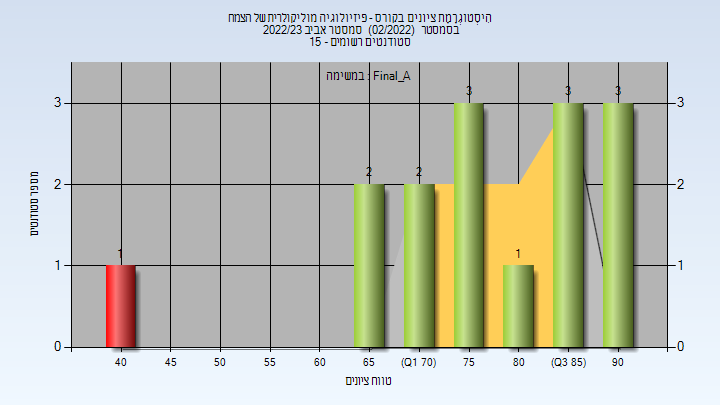 היסטוגרמת ציונים בקורס - פיזיולוגיה מוליקולרית של הצמח
בסמסטר (02/2022) סמסטר אביב 2022/23
סטודנטים רשומים - 15
במשימה : Final_A
מספר סטודנטים
3
2
1
0
1
2
2
3
1
3
3
3
2
1
0
40 45 50 55 60 65 (Q1 70) 75 80 (Q3 85) 90
טווח ציונים